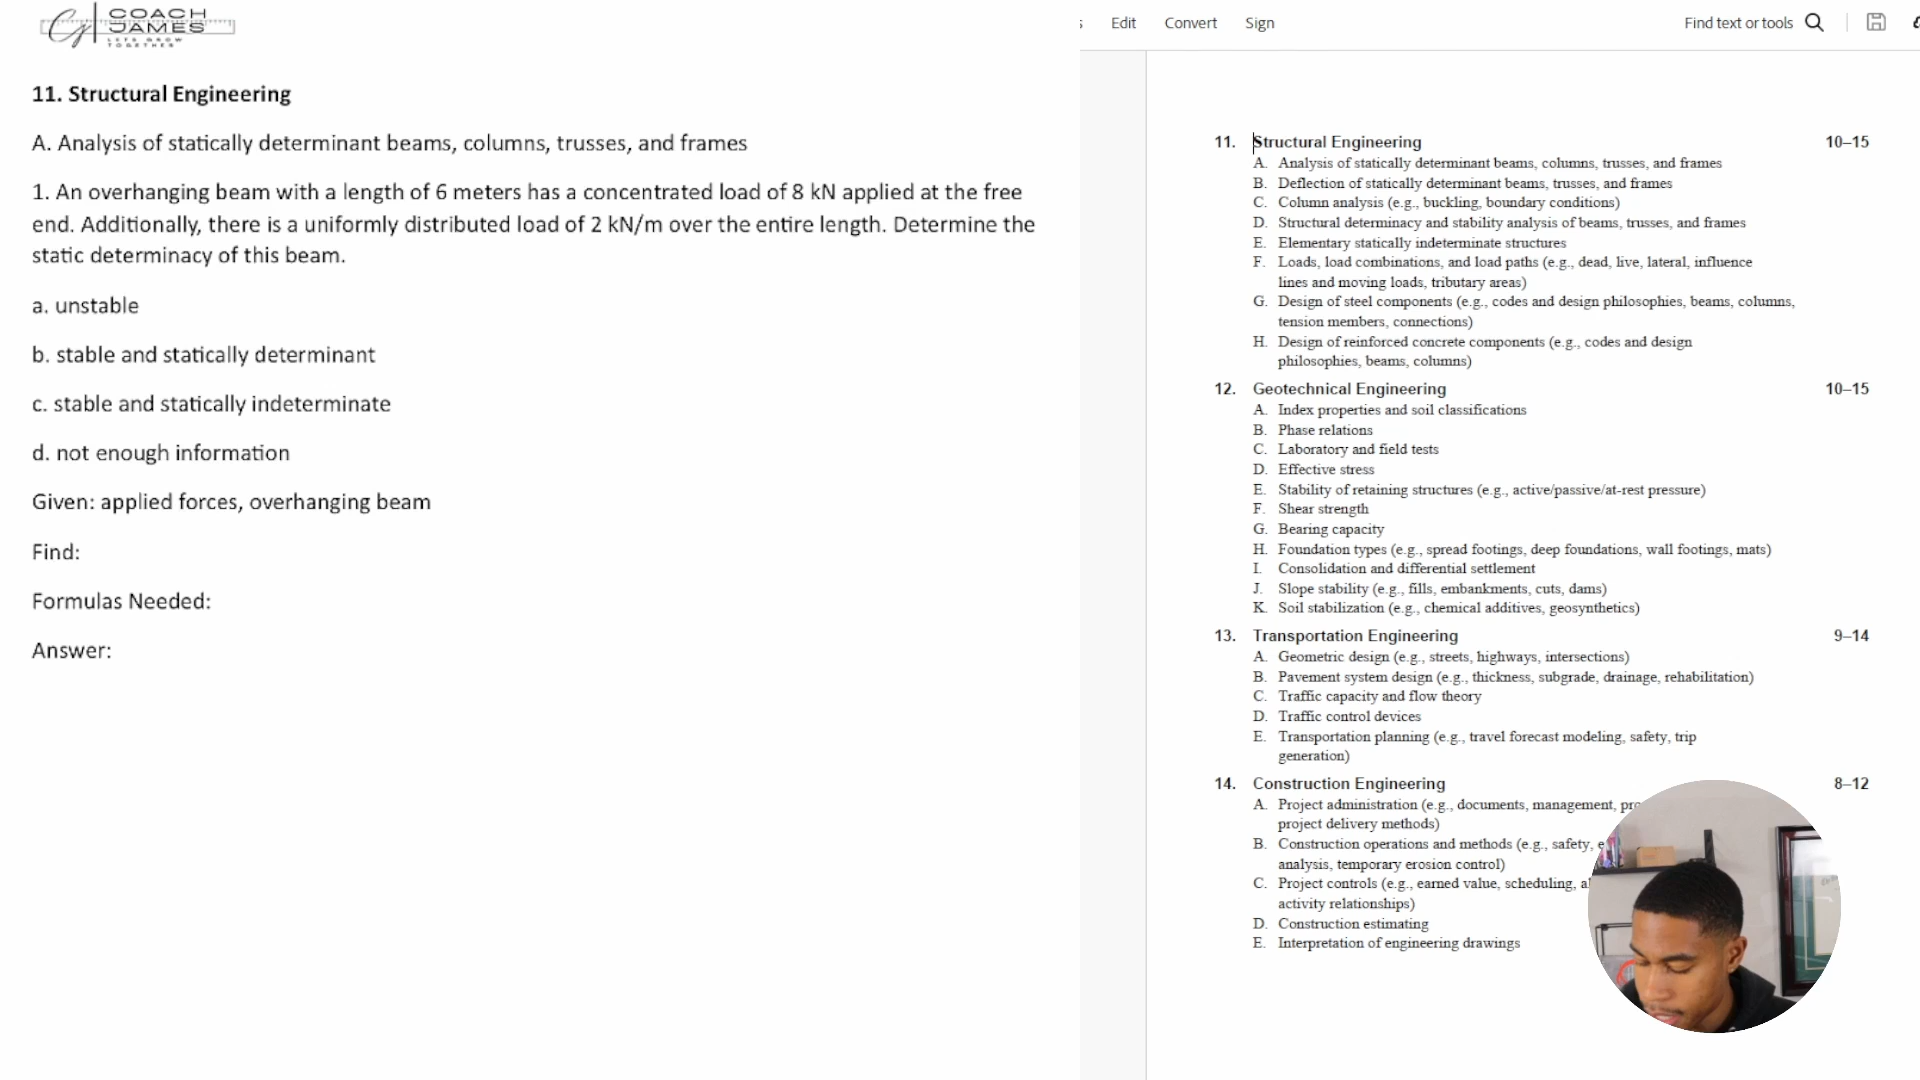 COACH
JAMES
LETS GROW
TOGETHER
11. Structural Engineering
A. Analysis of statically determinant beams, columns, trusses, and frames
1. An overhanging beam with a length of 6 meters has a concentrated load of 8 kN applied at the free
end. Additionally, there is a uniformly distributed load of 2 kN/m over the entire length. Determine the
static determinacy of this beam.
a. unstable
b. stable and statically determinant
c. stable and statically indeterminate
d. not enough information
Given: applied forces, overhanging beam
Find:
Formulas Needed:
Answer:
Edit Convert Sign Find text or tools
11. Structural Engineering 10–15
A. Analysis of statically determinant beams, columns, trusses, and frames
B. Deflection of statically determinant beams, trusses, and frames
C. Column analysis (e.g., buckling, boundary conditions)
D. Structural determinacy and stability analysis of beams, trusses, and frames
E. Elementary statically indeterminate structures
F. Loads, load combinations, and load paths (e.g., dead, live, lateral, influence
lines and moving loads, tributary areas)
G. Design of steel components (e.g., codes and design philosophies, beams, columns,
tension members, connections)
H. Design of reinforced concrete components (e.g., codes and design
philosophies, beams, columns)
12. Geotechnical Engineering 10–15
A. Index properties and soil classifications
B. Phase relations
C. Laboratory and field tests
D. Effective stress
E. Stability of retaining structures (e.g., active/passive/at-rest pressure)
F. Shear strength
G. Bearing capacity
H. Foundation types (e.g., spread footings, deep foundations, wall footings, mats)
I. Consolidation and differential settlement
J. Slope stability (e.g., fills, embankments, cuts, dams)
K. Soil stabilization (e.g., chemical additives, geosynthetics)
13. Transportation Engineering 9–14
A. Geometric design (e.g., streets, highways, intersections)
B. Pavement system design (e.g., thickness, subgrade, drainage, rehabilitation)
C. Traffic capacity and flow theory
D. Traffic control devices
E. Transportation planning (e.g., travel forecast modeling, safety, trip
generation)
14. Construction Engineering 8–12
A. Project administration (e.g., documents, management,
project delivery methods)
B. Construction operations and methods (e.g., safety,
analysis, temporary erosion control)
C. Project controls (e.g., earned value, scheduling,
activity relationships)
D. Construction estimating
E. Interpretation of engineering drawings